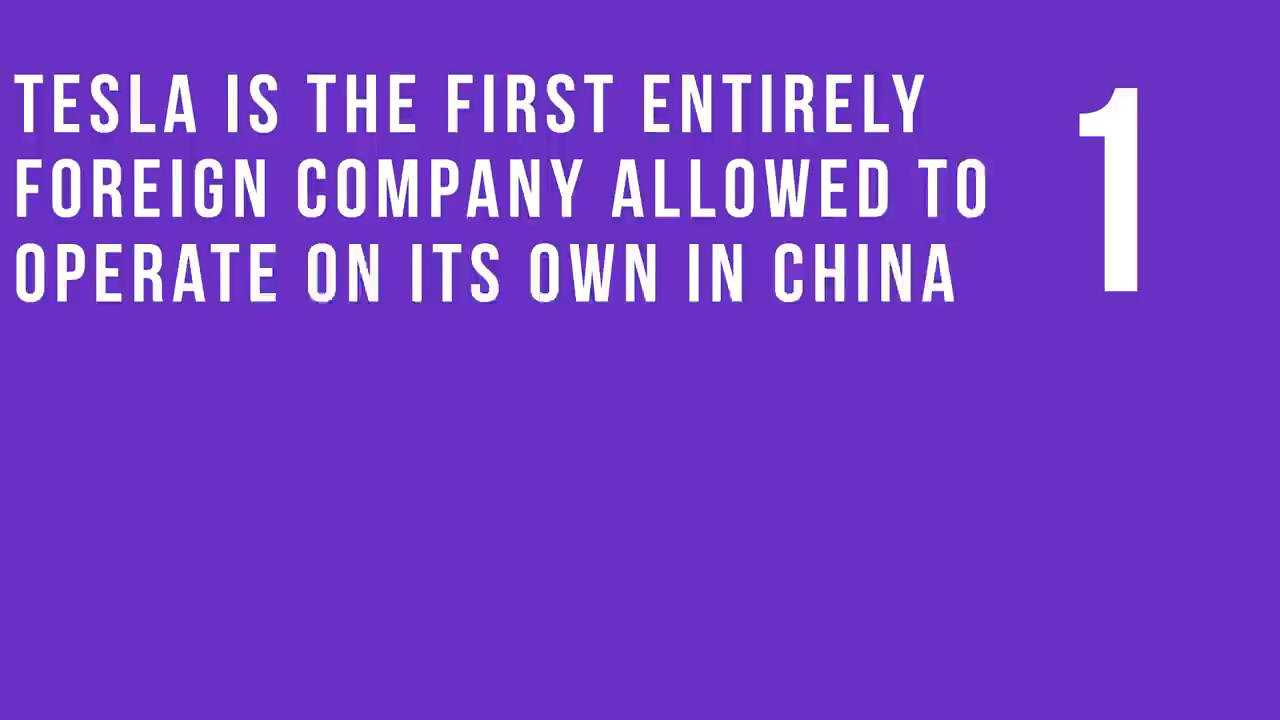 TESLA IS THE FIRST ENTIRELY
FOREIGN COMPANY ALLOWED TO
OPERATE ON ITS OWN IN CHINA
1